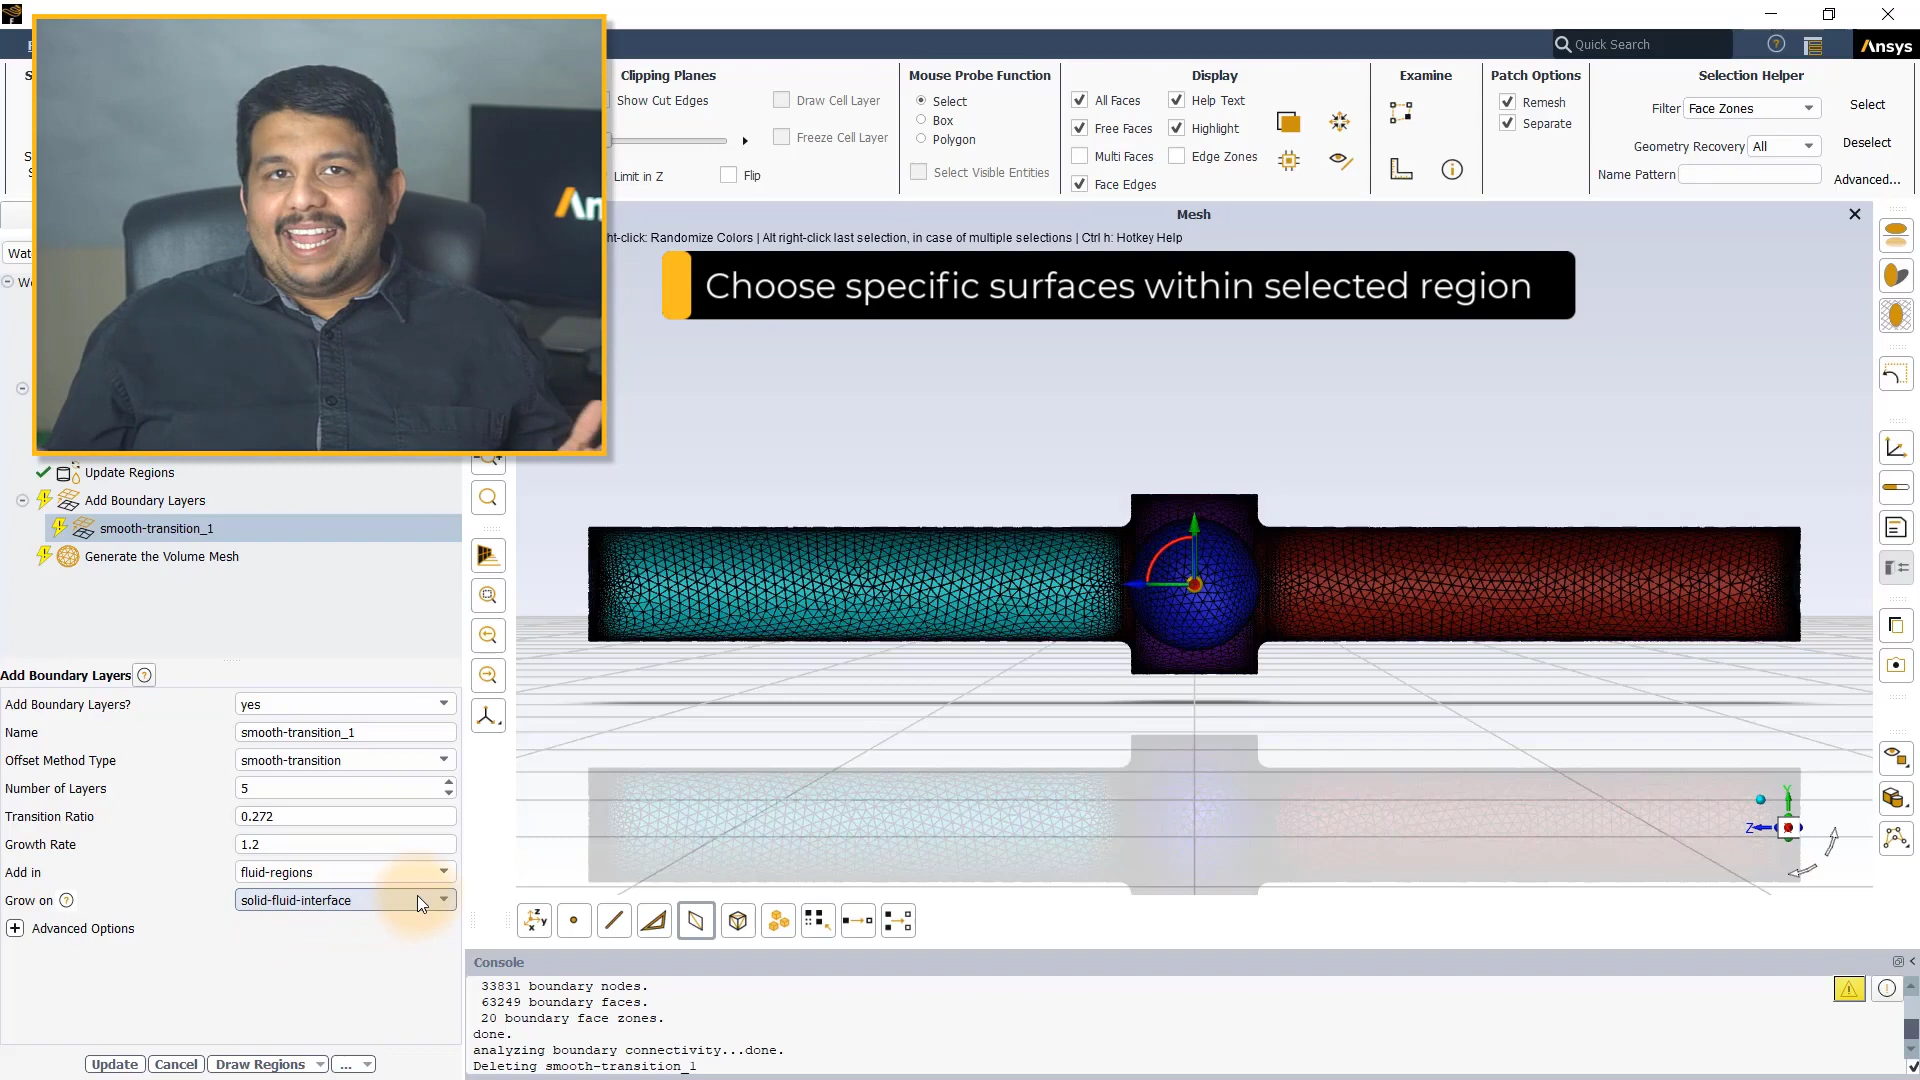 Quick Search
Ansys
Clipping Planes
Mouse Probe Function
Display
Examine
Patch Options
Selection Helper
Show Cut Edges
Draw Cell Layer
Freeze Cell Layer
Limit in Z
Flip
Select
Box
Polygon
Select Visible Entities
All Faces
Help Text
Free Faces
Highlight
Multi Faces
Edge Zones
Face Edges
Remesh
Separate
Filter Face Zones
Select
Geometry Recovery All
Deselect
Name Pattern
Advanced...
Mesh
ht-click: Randomize Colors | Alt right-click last selection, in case of multiple selections | Ctrl h: Hotkey Help
Choose specific surfaces within selected region
An
Wat
Wo
Update Regions
Add Boundary Layers
smooth-transition_1
Generate the Volume Mesh
Add Boundary Layers
Add Boundary Layers? yes
Name smooth-transition_1
Offset Method Type smooth-transition
Number of Layers 5
Transition Ratio 0.272
Growth Rate 1.2
Add in fluid-regions
Grow on solid-fluid-interface
Advanced Options
Update Cancel Draw Regions ...
Y
Z
Console
33831 boundary nodes.
63249 boundary faces.
20 boundary face zones.
done.
analyzing boundary connectivity...done.
Deleting smooth-transition_1